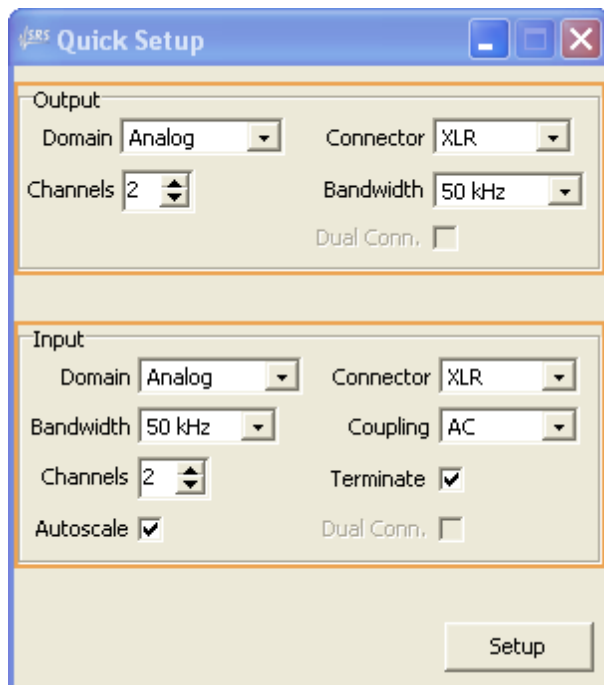 SRS Quick Setup
Output
Domain Analog Connector XLR
Channels 2 Bandwidth 50 kHz
Dual Conn.
Input
Domain Analog Connector XLR
Bandwidth 50 kHz Coupling AC
Channels 2 Terminate
Autoscale Dual Conn.
Setup